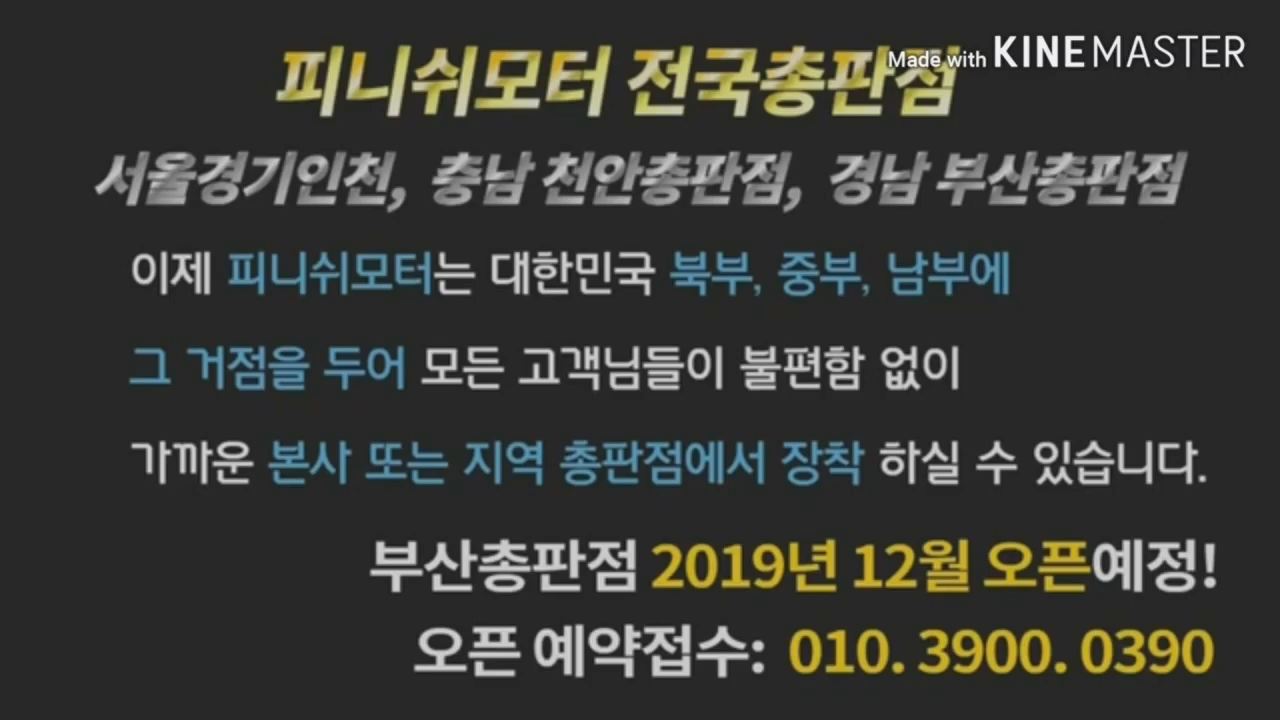 Made with KINEMASTER
피니쉬모터 전국총판점
서울경기인천, 충남 천안총판점, 경남 부산총판점
이제 피니쉬모터는 대한민국 북부, 중부, 남부에
그 거점을 두어 모든 고객님들이 불편함 없이
가까운 본사 또는 지역 총판점에서 장착 하실 수 있습니다.
부산총판점 2019년 12월 오픈예정!
오픈 예약접수: 010. 3900. 0390